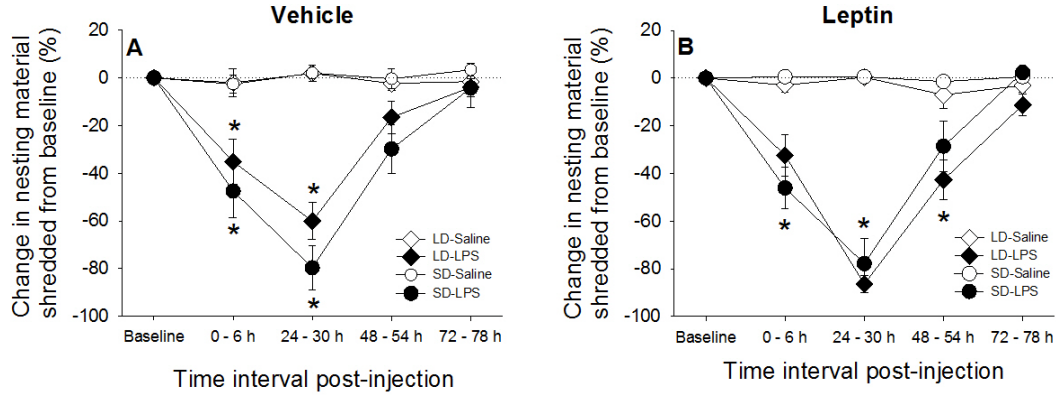 Vehicle
Change in nesting material
shredded from baseline (%)
A
20
0
-20
-40
-60
-80
-100
*
*
*
*
LD-Saline
LD-LPS
SD-Saline
SD-LPS
Baseline
0 - 6 h
24 - 30 h
48 - 54 h
72 - 78 h
Time interval post-injection
Leptin
Change in nesting material
shredded from baseline (%)
B
20
0
-20
-40
-60
-80
-100
*
*
*
LD-Saline
LD-LPS
SD-Saline
SD-LPS
Baseline
0 - 6 h
24 - 30 h
48 - 54 h
72 - 78 h
Time interval post-injection